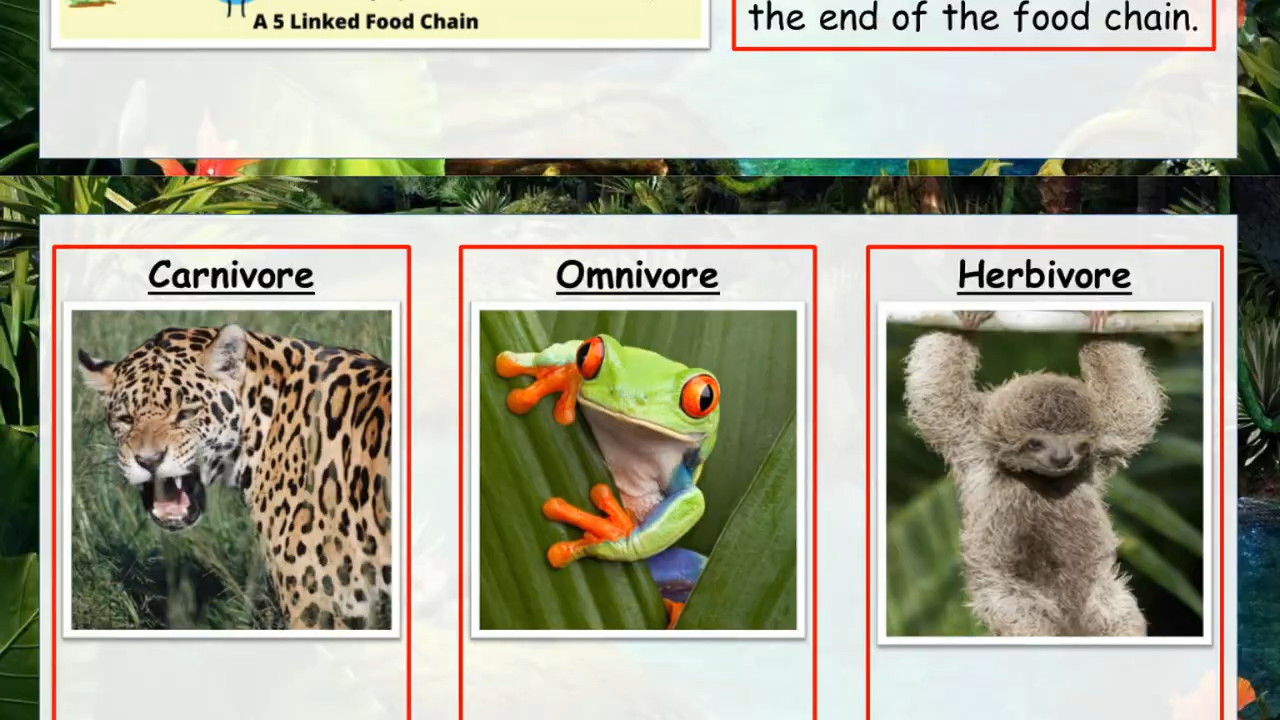 A 5 Linked Food Chain
the end of the food chain.
Carnivore
Omnivore
Herbivore